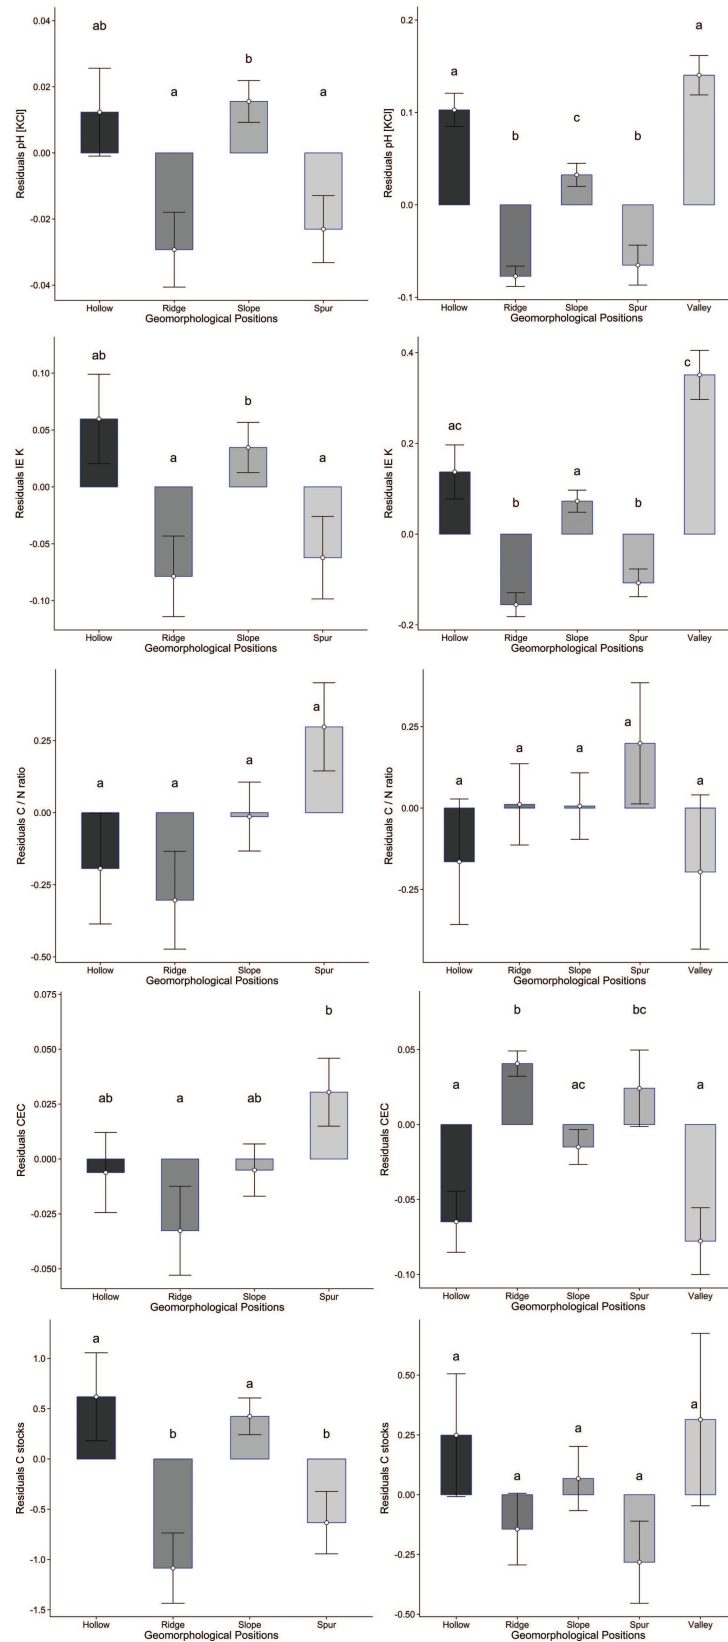 Residuals pH [KCl]
0.04
0.02
0.00
-0.02
-0.04
ab
a
b
a
Hollow Ridge Slope Spur
Geomorphological Positions
Residuals pH [KCl]
0.2
0.1
0.0
-0.1
a
b
c
b
a
Hollow Ridge Slope Spur Valley
Geomorphological Positions
Residuals IE K
0.10
0.05
0.00
-0.05
-0.10
ab
a
b
a
Hollow Ridge Slope Spur
Geomorphological Positions
Residuals IE K
0.4
0.2
0.0
-0.2
ac
b
a
b
c
Hollow Ridge Slope Spur Valley
Geomorphological Positions
Residuals C / N ratio
0.25
0.00
-0.25
-0.50
a
a
a
a
Hollow Ridge Slope Spur
Geomorphological Positions
Residuals C / N ratio
0.25
0.00
-0.25
a
a
a
a
a
Hollow Ridge Slope Spur Valley
Geomorphological Positions
Residuals CEC
0.075
0.050
0.025
0.000
-0.025
-0.050
ab
a
ab
b
Hollow Ridge Slope Spur
Geomorphological Positions
Residuals CEC
0.05
0.00
-0.05
-0.10
a
b
ac
bc
a
Hollow Ridge Slope Spur Valley
Geomorphological Positions
Residuals C stocks
1.0
0.5
0.0
-0.5
-1.0
-1.5
a
b
a
b
Hollow Ridge Slope Spur
Geomorphological Positions
Residuals C stocks
0.50
0.25
0.00
-0.25
-0.50
a
a
a
a
a
Hollow Ridge Slope Spur Valley
Geomorphological Positions